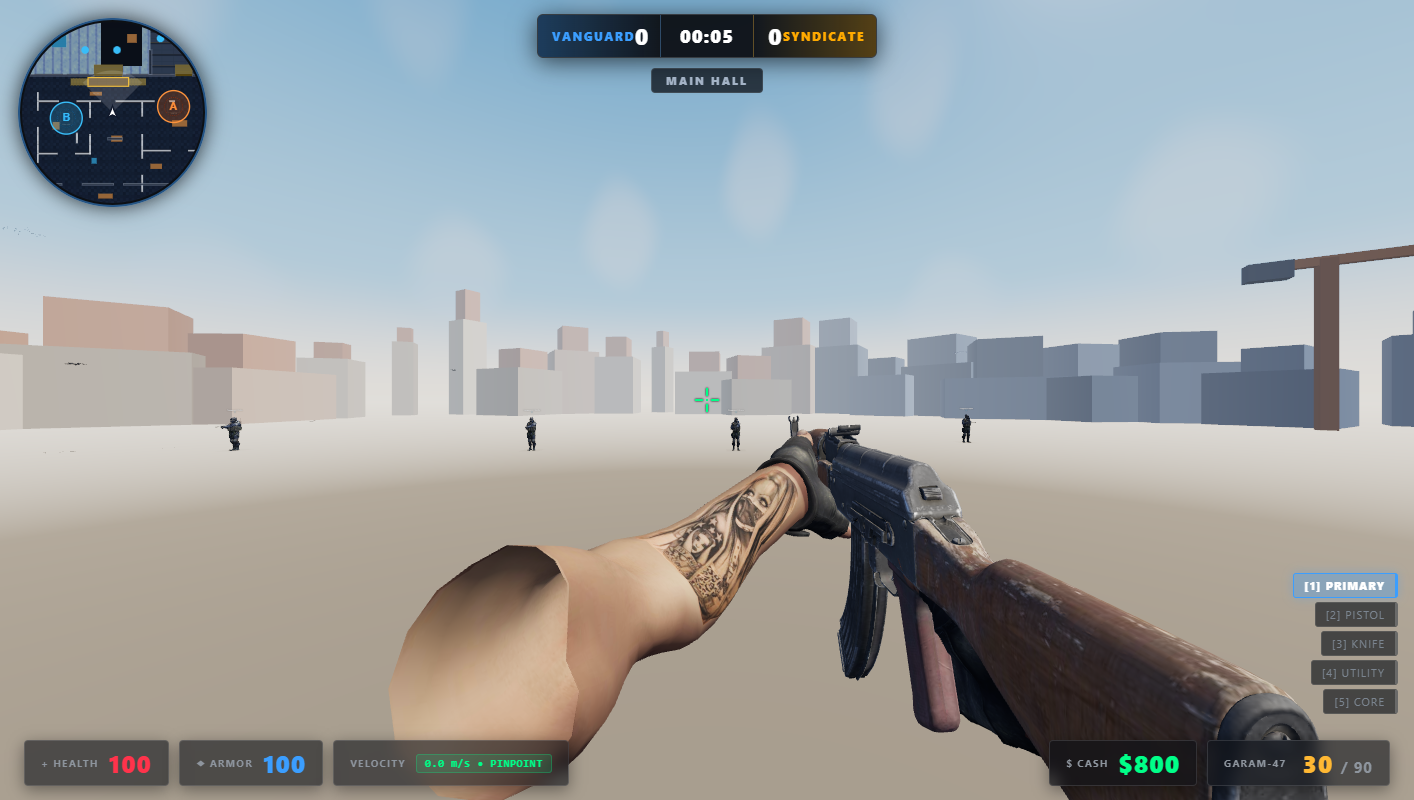 VANGUARD 0 00:05 0 SYNDICATE
MAIN HALL
B A
[1] PRIMARY
[2] PISTOL
[3] KNIFE
[4] UTILITY
[5] CORE
+ HEALTH 100
ARMOR 100
VELOCITY 0.0 m/s • PINPOINT
$ CASH $800
GARAM-47 30 / 90